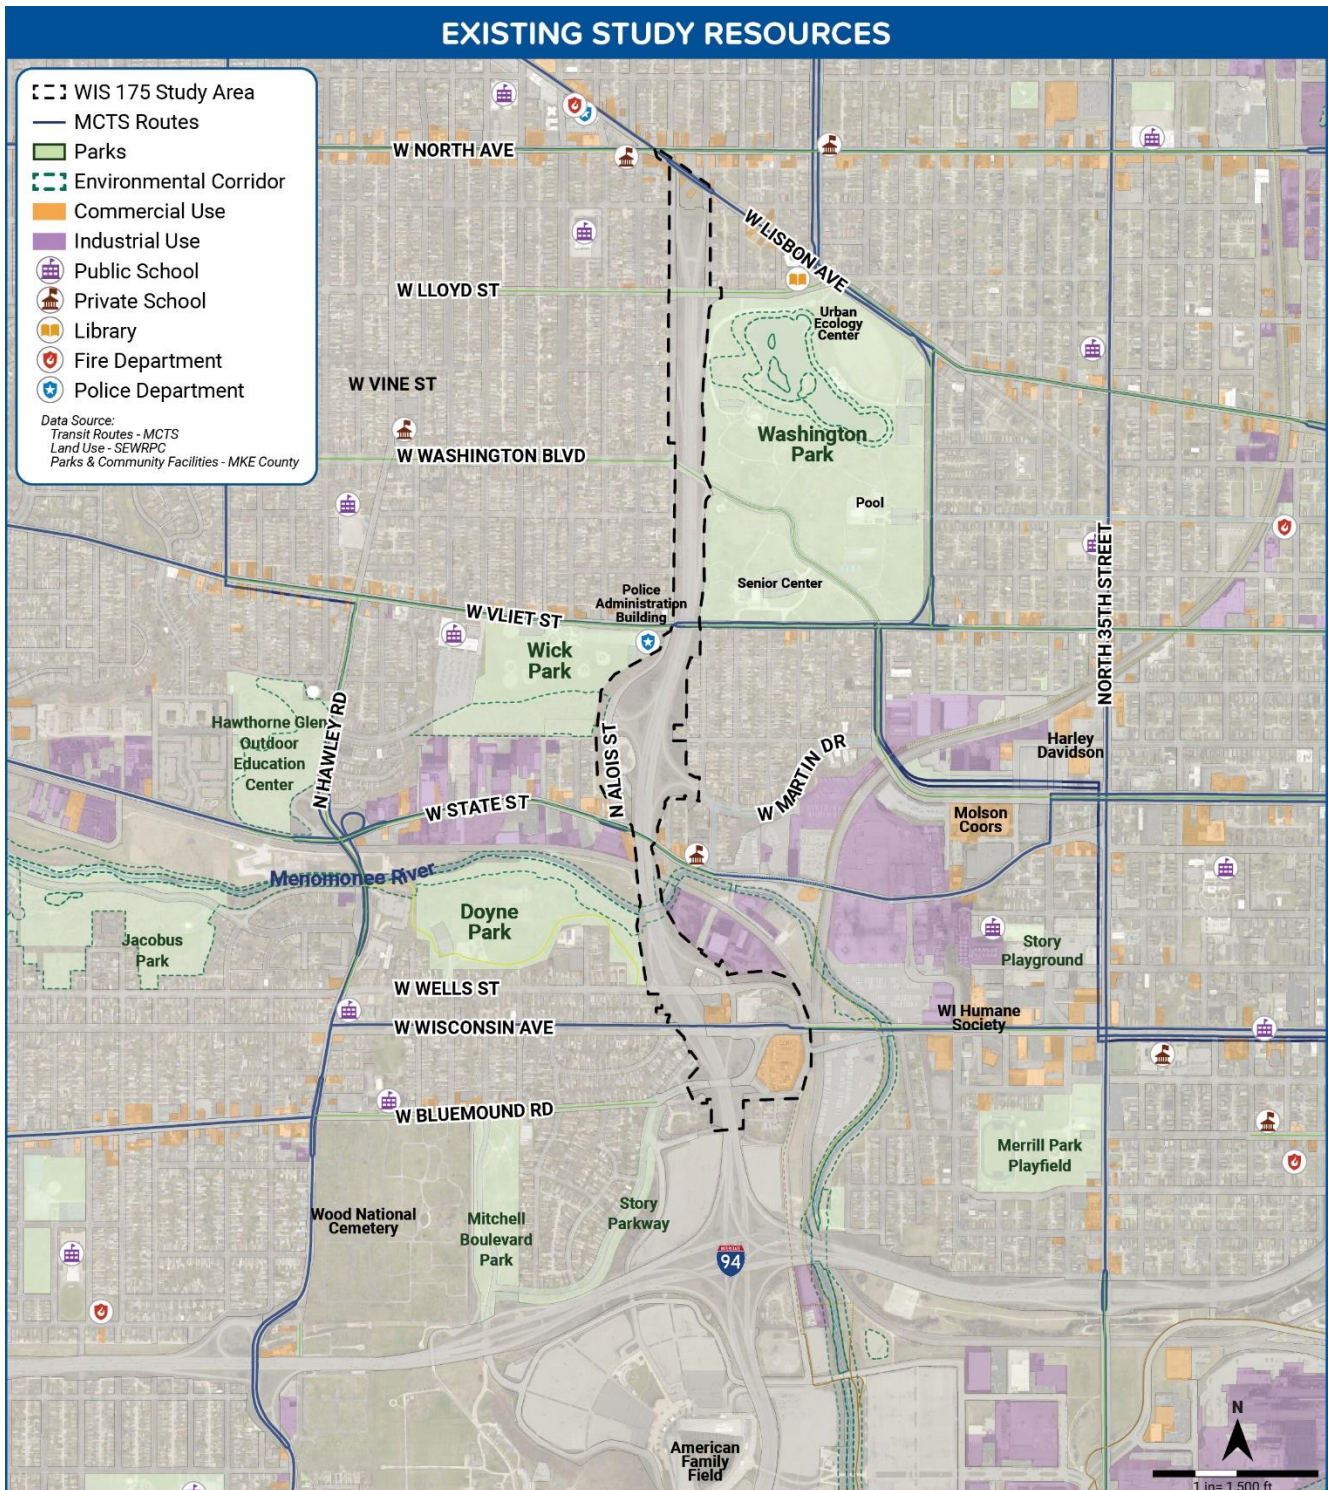 EXISTING STUDY RESOURCES
WIS 175 Study Area
MCTS Routes
Parks
Environmental Corridor
Commercial Use
Industrial Use
Public School
Private School
Library
Fire Department
Police Department
Data Source:
Transit Routes - MCTS
Land Use - SEWRPC
Parks & Community Facilities - MKE County
W NORTH AVE
W LISBON AVE
W LLOYD ST
Urban
Ecology
Center
W VINE ST
Washington
Park
W WASHINGTON BLVD
Pool
NORTH 35TH STREET
Senior Center
Police
Administration
Building
W VLIET ST
Wick
Park
Hawthorne Glen
Outdoor
Education
Center
N HAWLEY RD
N ALOIS ST
W MARTIN DR
Harley
Davidson
W STATE ST
Molson
Coors
Menomonee River
Doyne
Park
Jacobus
Park
Story
Playground
W WELLS ST
W WISCONSIN AVE
WI Humane
Society
W BLUEMOUND RD
Merrill Park
Playfield
Wood National
Cemetery
Mitchell
Boulevard
Park
Story
Parkway
INTERSTATE
94
American
Family
Field
N
1 in= 1,500 ft